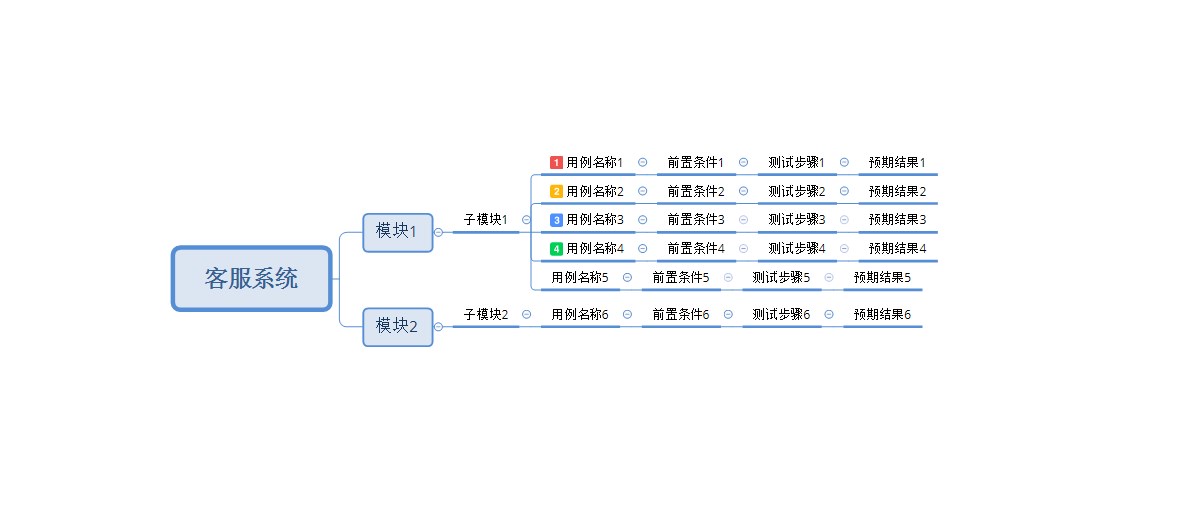 1 用例名称1 前置条件1 测试步骤1 预期结果1
2 用例名称2 前置条件2 测试步骤2 预期结果2
子模块1 3 用例名称3 前置条件3 测试步骤3 预期结果3
模块1
4 用例名称4 前置条件4 测试步骤4 预期结果4
客服系统 用例名称5 前置条件5 测试步骤5 预期结果5
子模块2 用例名称6 前置条件6 测试步骤6 预期结果6
模块2